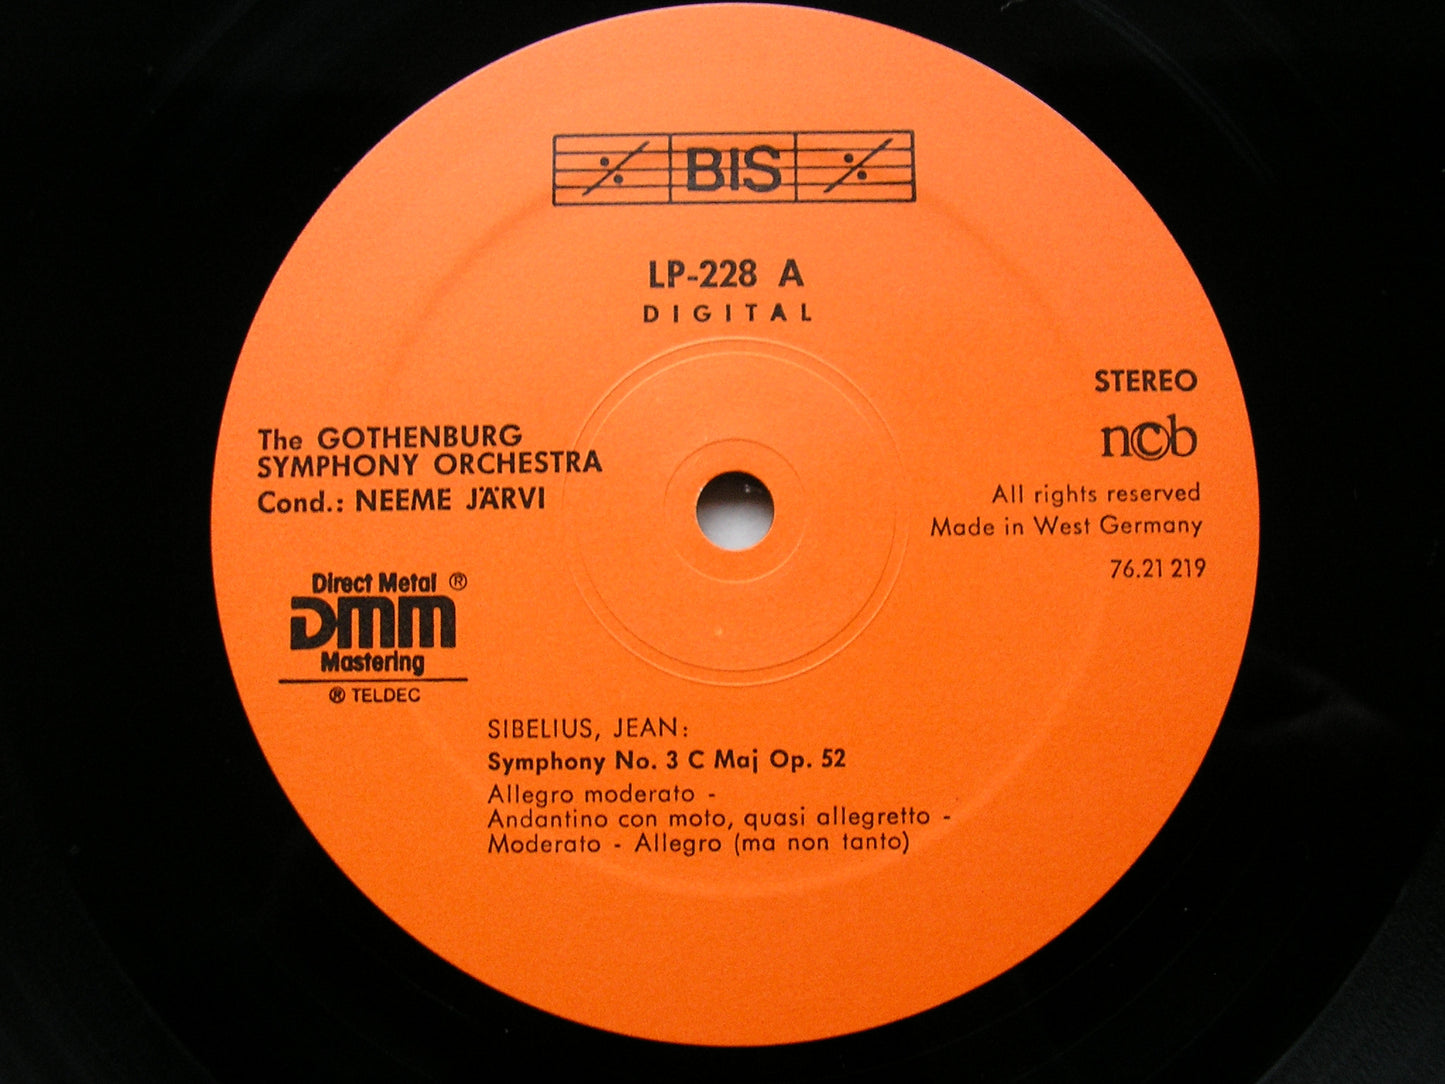 BIS
LP-228 A
DIGITAL
STEREO
ncb
The GOTHENBURG
SYMPHONY ORCHESTRA
Cond.: NEEME JÄRVI
All rights reserved
Made in West Germany
76.21 219
Direct Metal ®
DMM
Mastering
® TELDEC
SIBELIUS, JEAN:
Symphony No. 3 C Maj Op. 52
Allegro moderato -
Andantino con moto, quasi allegretto -
Moderato - Allegro (ma non tanto)